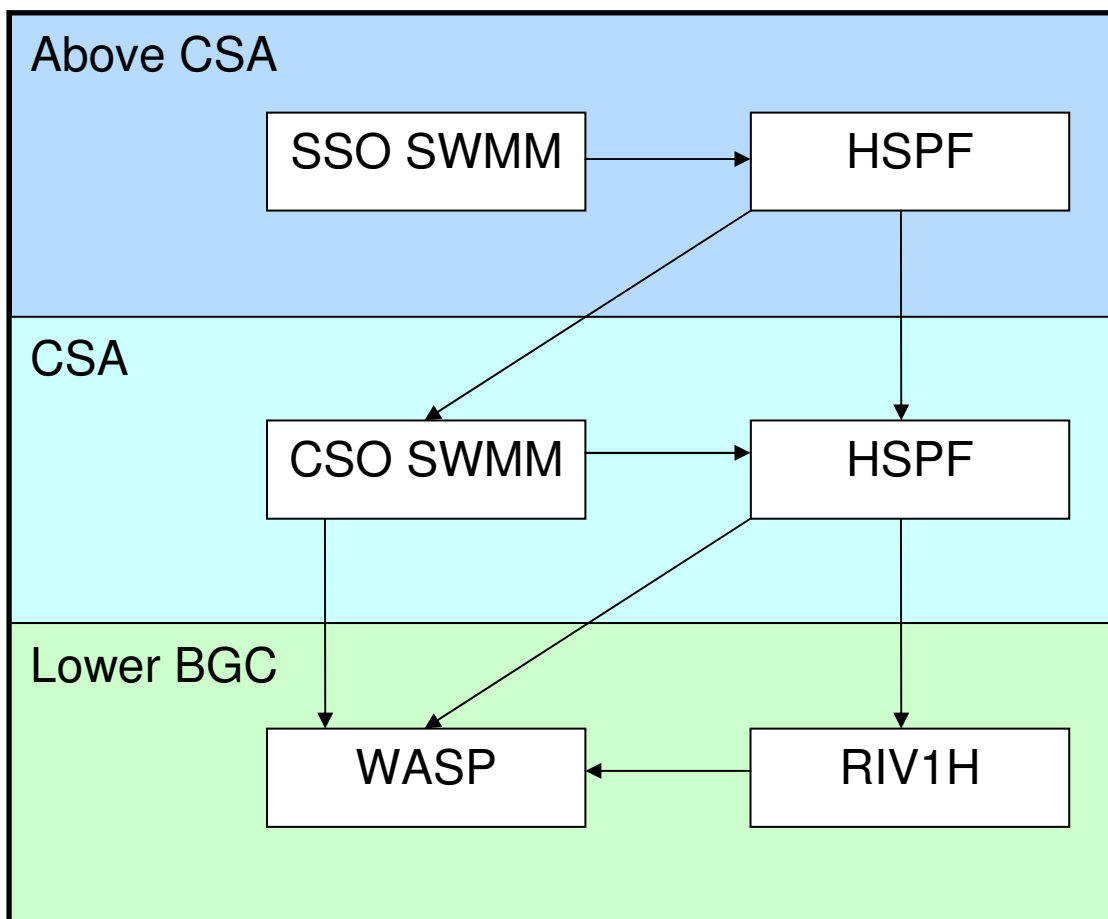 Above CSA
SSO SWMM
HSPF
CSA
CSO SWMM
HSPF
Lower BGC
WASP
RIV1H